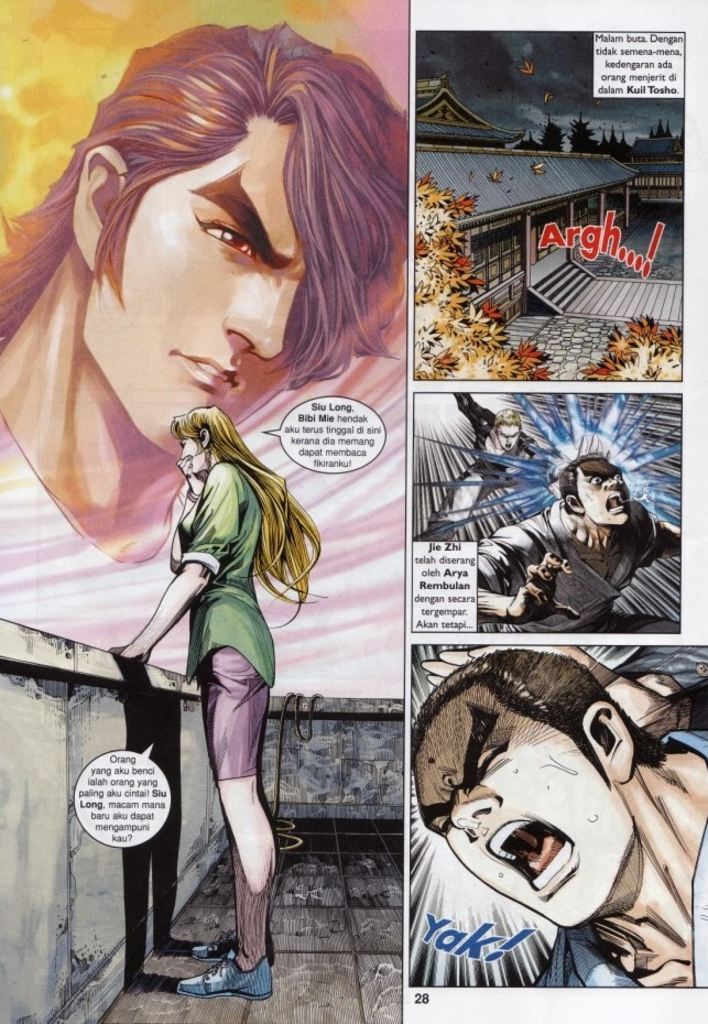 Siu Long,
Bibi Mie hendak
aku terus tinggal di sini
kerana dia memang
dapat membaca
fikiranku!
Orang
yang aku benci
ialah orang yang
paling aku cintai! Siu
Long, macam mana
baru aku dapat
mengampuni
kau?
Malam buta. Dengan
tidak semena-mena,
kedengaran ada
orang menjerit di
dalam Kuil Tosho.
Argh....!
Jie Zhi
telah diserang
oleh Arya
Rembulan
dengan secara
tergempar.
Akan tetapi...
Yak!
28